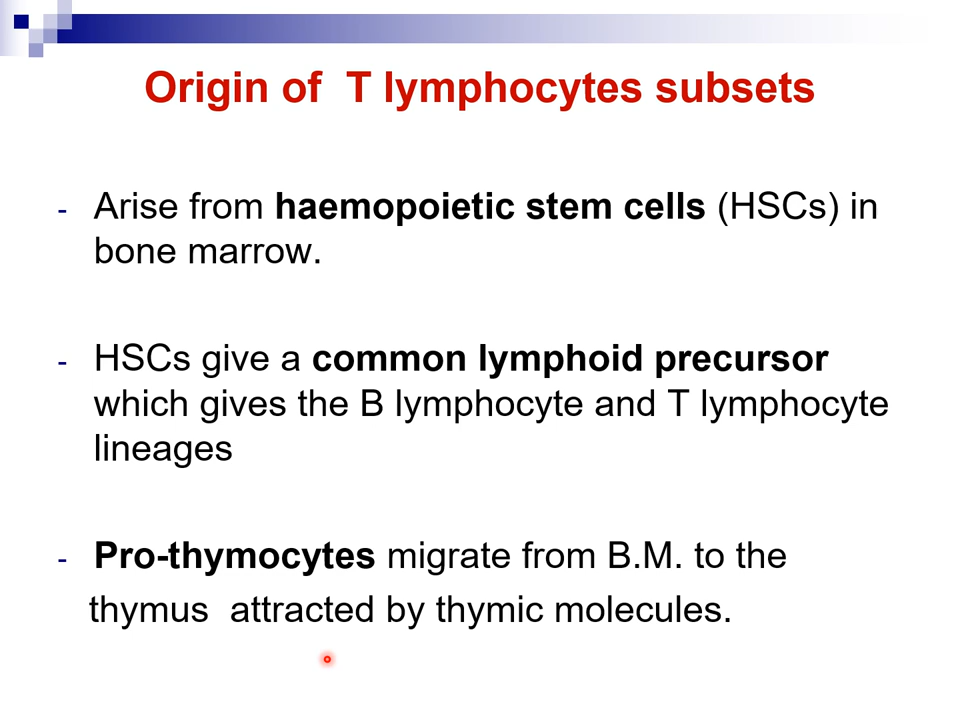 Origin of  T lymphocytes subsets
- Arise from haemopoietic stem cells (HSCs) in
bone marrow.
- HSCs give a common lymphoid precursor
which gives the B lymphocyte and T lymphocyte
lineages
- Pro-thymocytes migrate from B.M. to the
thymus  attracted by thymic molecules.